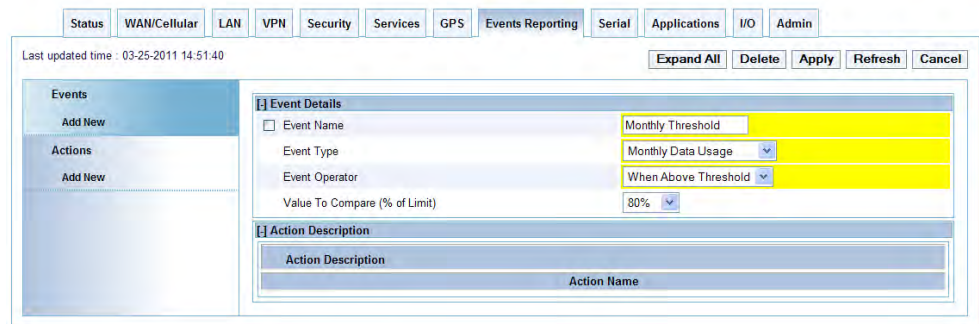 Status WAN/Cellular LAN VPN Security Services GPS Events Reporting Serial Applications I/O Admin
Last updated time : 03-25-2011 14:51:40 Expand All Delete Apply Refresh Cancel
Events
Add New
Actions
Add New
[-] Event Details
Event Name Monthly Threshold
Event Type Monthly Data Usage
Event Operator When Above Threshold
Value To Compare (% of Limit) 80%
[-] Action Description
Action Description
Action Name